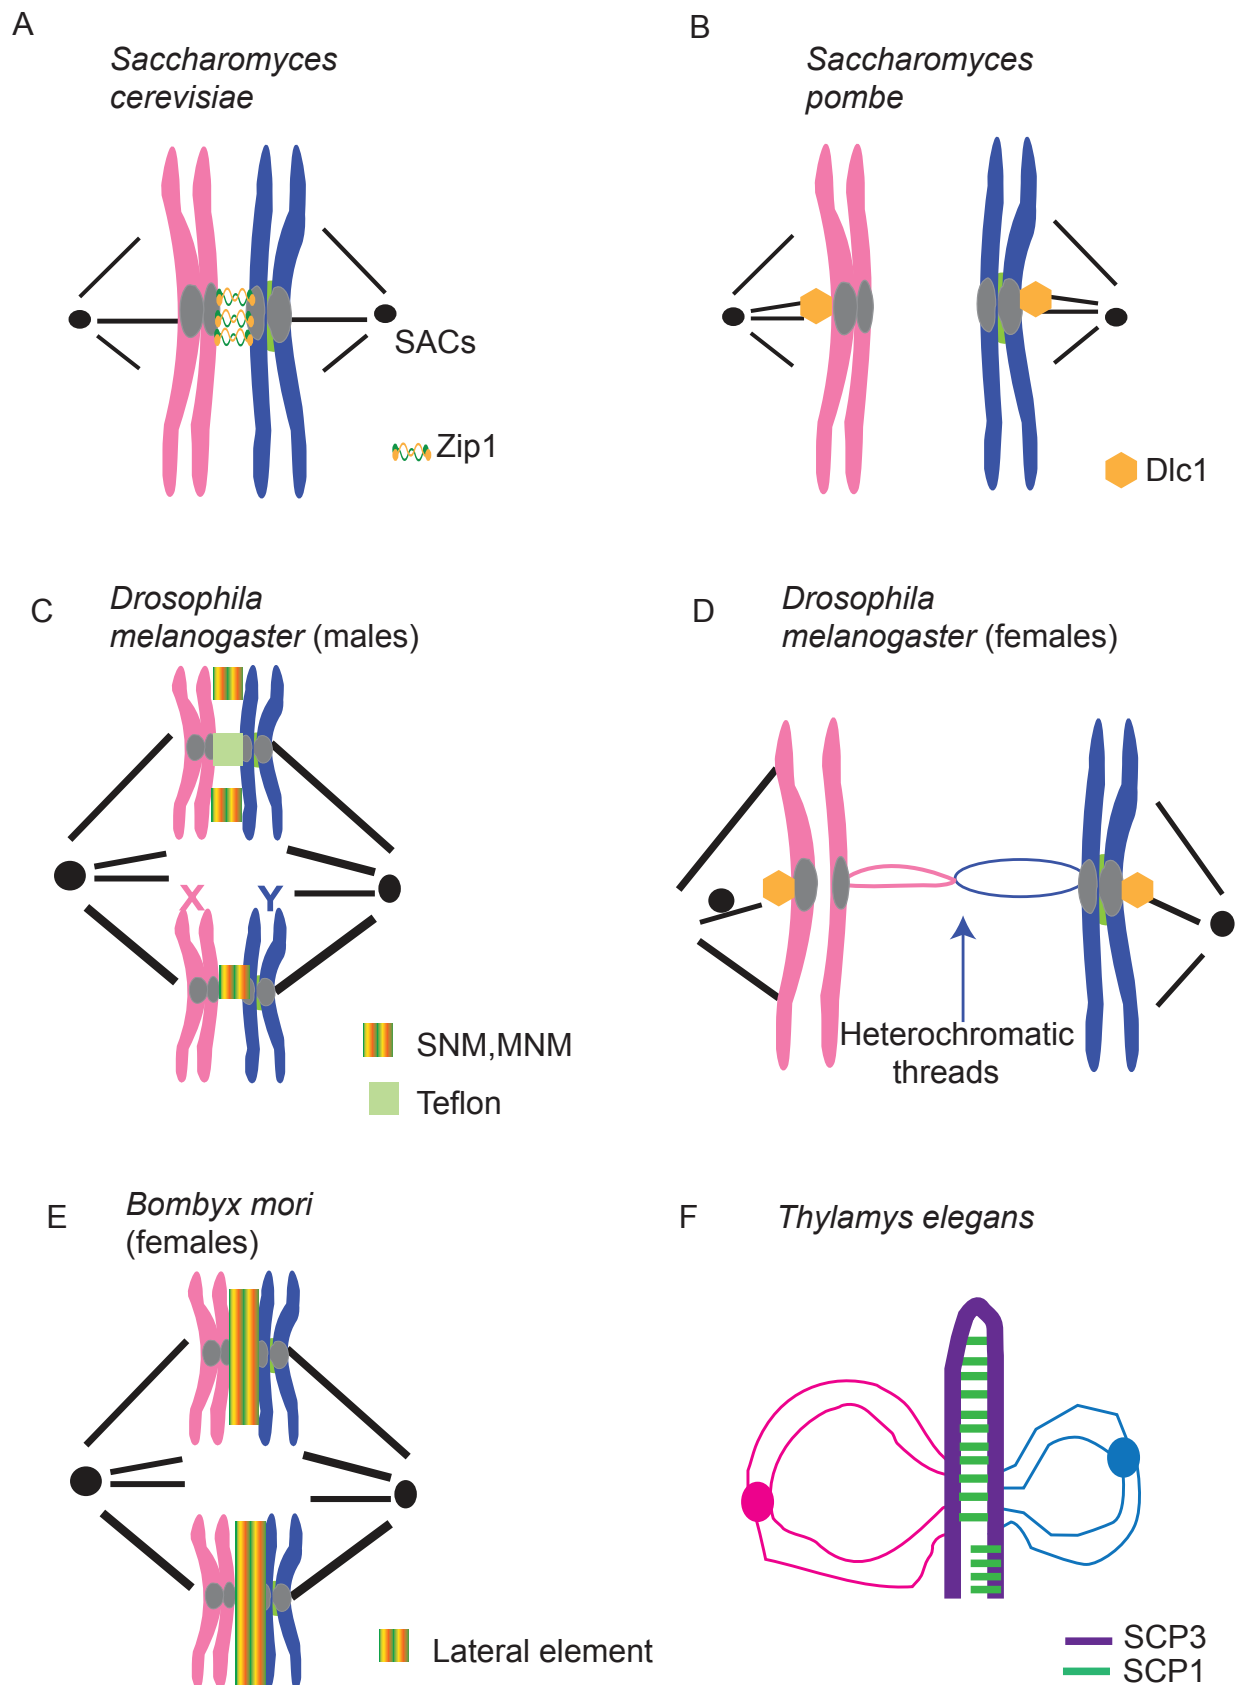 A
Saccharomyces
cerevisiae
SACs
Zip1
B
Saccharomyces
pombe
Dlc1
C
Drosophila
melanogaster (males)
X
Y
SNM,MNM
Teflon
D
Drosophila
melanogaster (females)
Heterochromatic
threads
E
Bombyx mori
(females)
Lateral element
F
Thylamys elegans
SCP3
SCP1